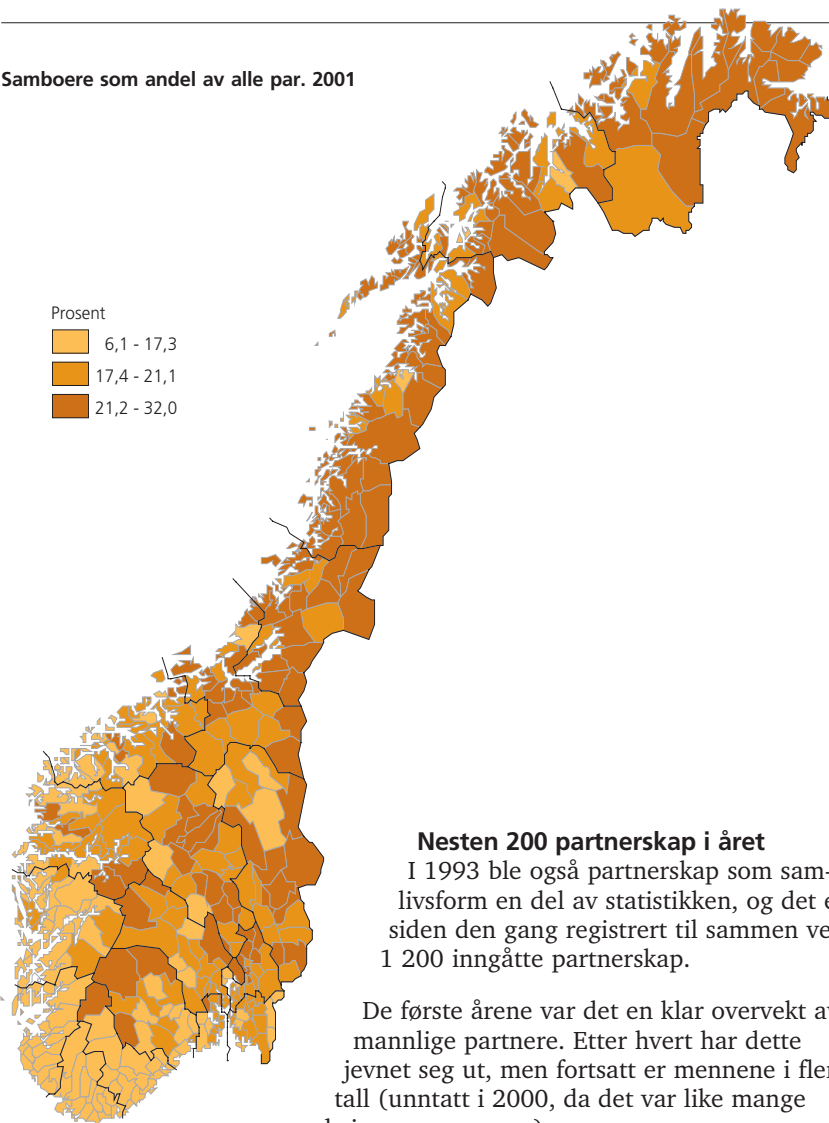 Samboere som andel av alle par. 2001
Prosent
6,1 - 17,3
17,4 - 21,1
21,2 - 32,0
Nesten 200 partnerskap i året
I 1993 ble også partnerskap som sam-
livsform en del av statistikken, og det
siden den gang registrert til sammen
1 200 inngåtte partnerskap.
De første årene var det en klar overvekt
mannlige partnere. Etter hvert har dette
jevnet seg ut, men fortsatt er mennene i
tall (unntatt i 2000, da det var like mange